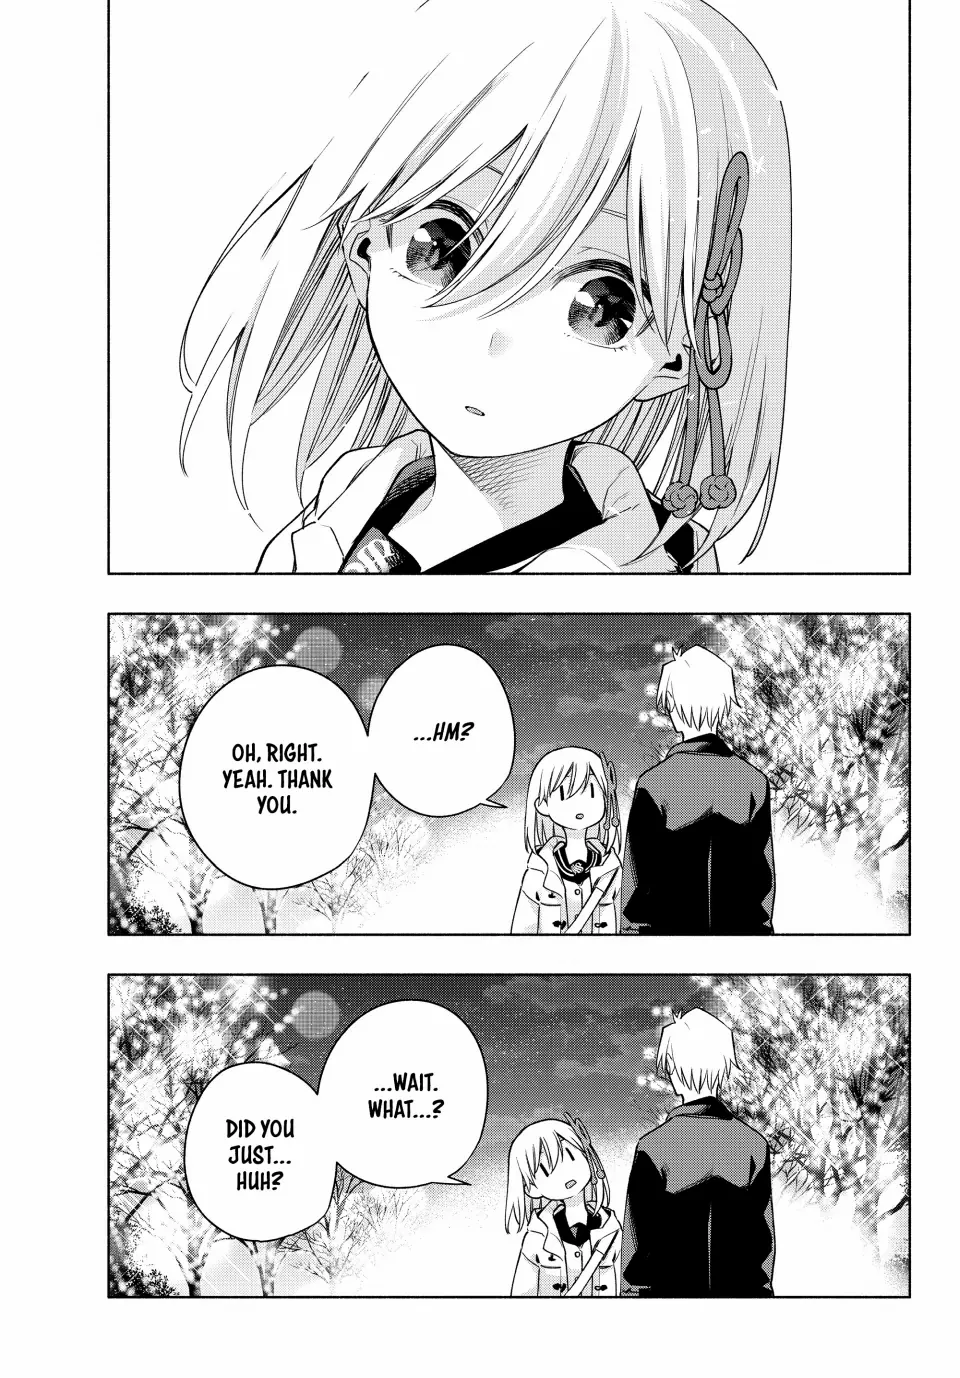 ...HM?
OH, RIGHT.
YEAH. THANK
YOU.
...WAIT.
WHAT...?
DID YOU
JUST...
HUH?